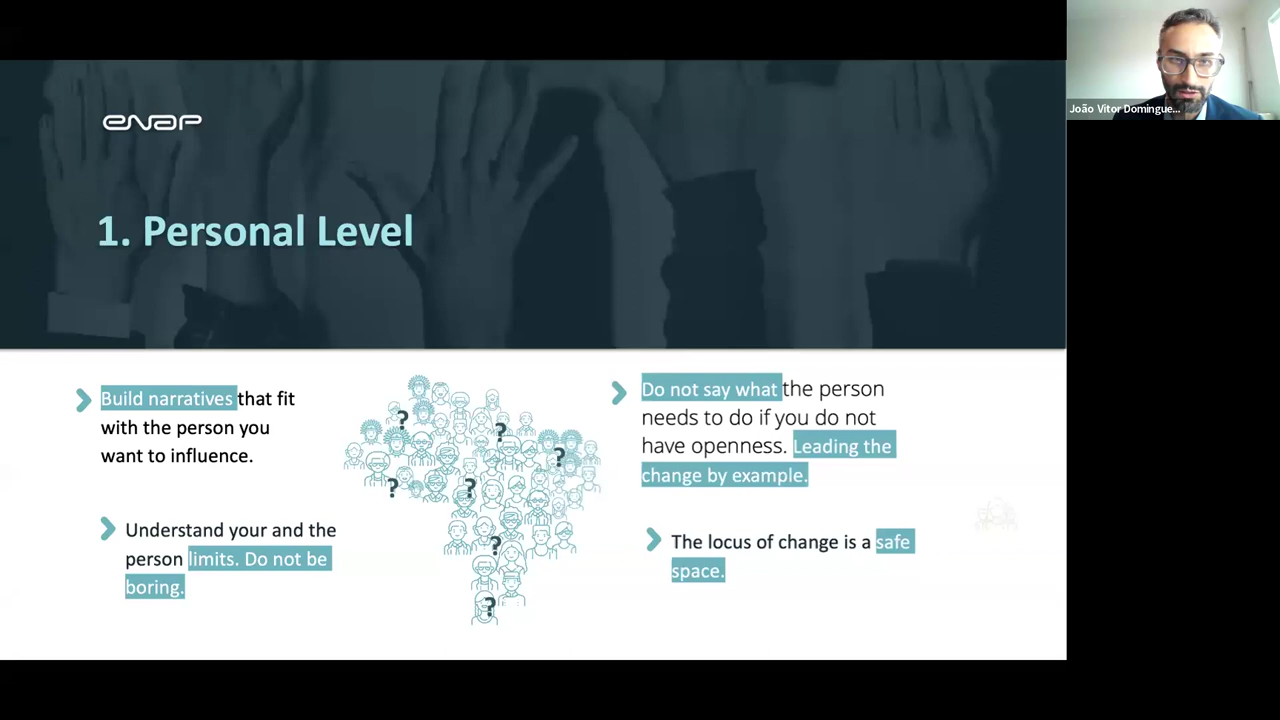 enap
João Vitor Domingue...
1. Personal Level
Build narratives that fit
with the person you
want to influence.
Understand your and the
person limits. Do not be
boring.
? ? ? ? ? ? ?
Do not say what the person
needs to do if you do not
have openness. Leading the
change by example.
The locus of change is a safe
space.